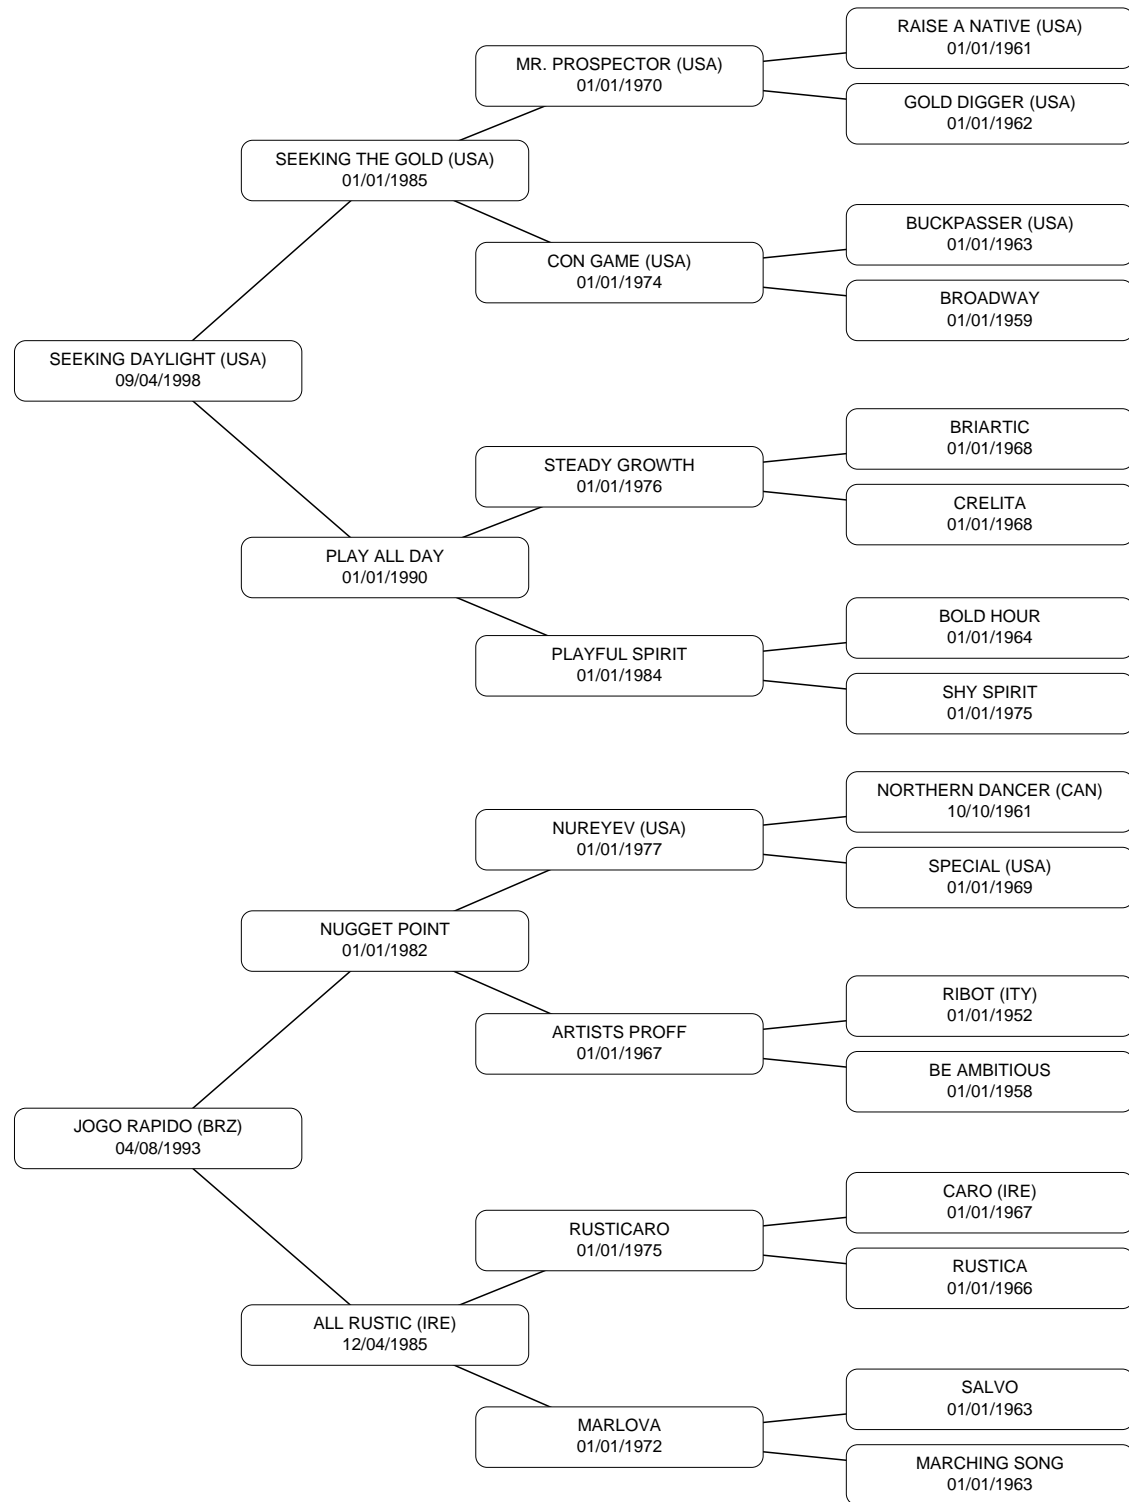 RAISE A NATIVE (USA)
01/01/1961
MR. PROSPECTOR (USA)
01/01/1970
GOLD DIGGER (USA)
01/01/1962
SEEKING THE GOLD (USA)
01/01/1985
BUCKPASSER (USA)
01/01/1963
CON GAME (USA)
01/01/1974
BROADWAY
01/01/1959
SEEKING DAYLIGHT (USA)
09/04/1998
BRIARTIC
01/01/1968
STEADY GROWTH
01/01/1976
CRELITA
01/01/1968
PLAY ALL DAY
01/01/1990
BOLD HOUR
01/01/1964
PLAYFUL SPIRIT
01/01/1984
SHY SPIRIT
01/01/1975
NORTHERN DANCER (CAN)
10/10/1961
NUREYEV (USA)
01/01/1977
SPECIAL (USA)
01/01/1969
NUGGET POINT
01/01/1982
RIBOT (ITY)
01/01/1952
ARTISTS PROFF
01/01/1967
BE AMBITIOUS
01/01/1958
JOGO RAPIDO (BRZ)
04/08/1993
CARO (IRE)
01/01/1967
RUSTICARO
01/01/1975
RUSTICA
01/01/1966
ALL RUSTIC (IRE)
12/04/1985
SALVO
01/01/1963
MARLOVA
01/01/1972
MARCHING SONG
01/01/1963